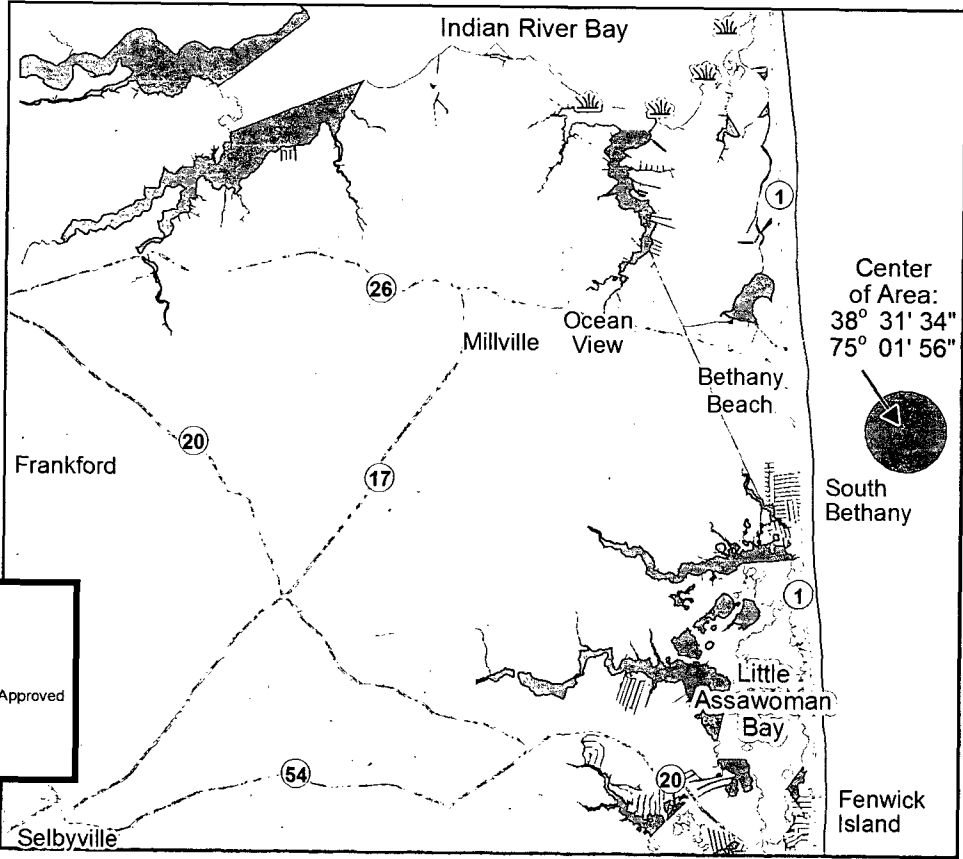 Indian River Bay
1
Center
of Area:
38° 31' 34"
75° 01' 56"
26
Millville
Ocean
View
Bethany
Beach
20
Frankford
17
South
Bethany
1
Approved
Little
Assawoman
Bay
54
20
Fenwick
Island
Selbyville